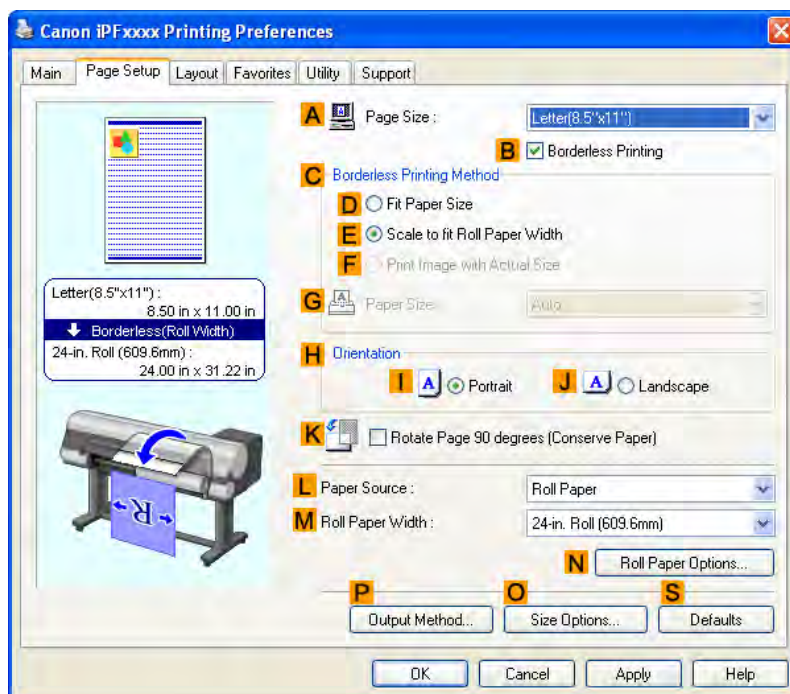 Canon iPFxxxx Printing Preferences
Main Page Setup Layout Favorites Utility Support
A Page Size : Letter(8.5"x11")
B Borderless Printing
C Borderless Printing Method
D Fit Paper Size
E Scale to fit Roll Paper Width
F Print Image with Actual Size
G Paper Size: Auto
Letter(8.5"x11") :
8.50 in x 11.00 in
Borderless(Roll Width)
24-in. Roll (609.6mm) :
24.00 in x 31.22 in
H Orientation
I A Portrait J A Landscape
K Rotate Page 90 degrees (Conserve Paper)
R
L Paper Source : Roll Paper
M Roll Paper Width : 24-in. Roll (609.6mm)
N Roll Paper Options...
P O S
Output Method... Size Options... Defaults
OK Cancel Apply Help